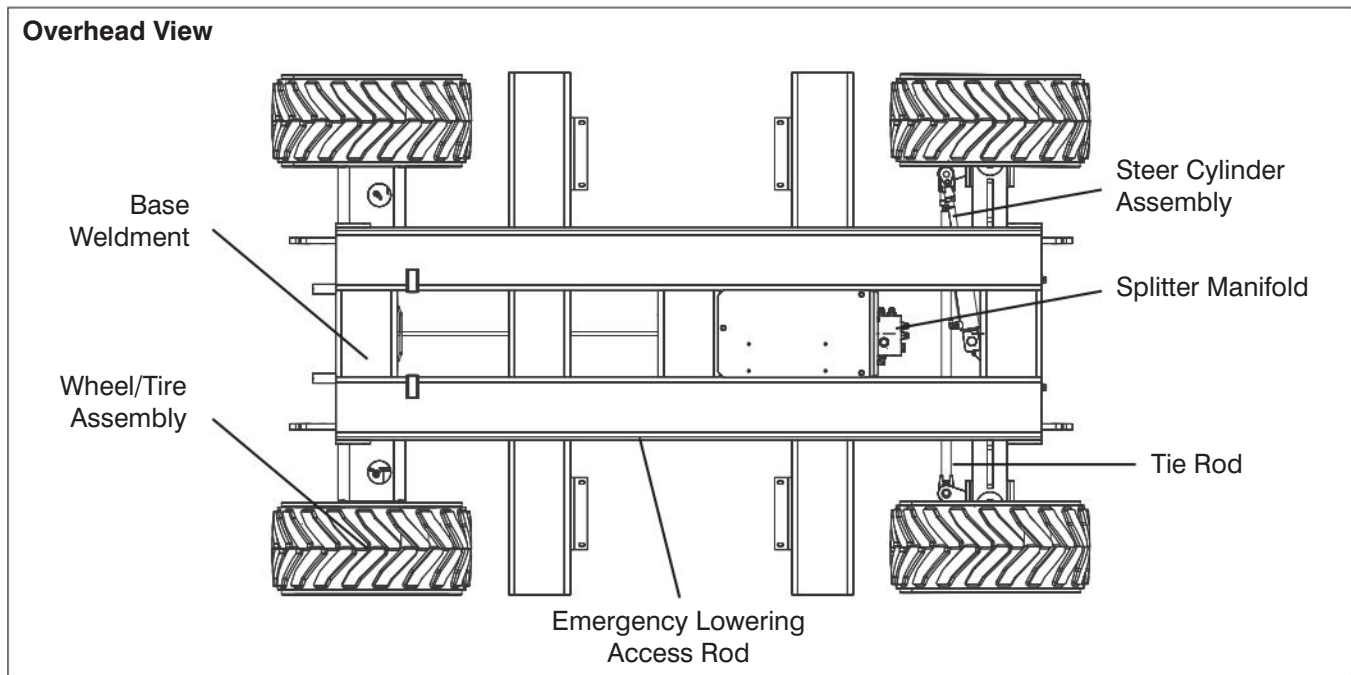 Overhead View
Base
Weldment
Wheel/Tire
Assembly
Steer Cylinder
Assembly
Splitter Manifold
Tie Rod
Emergency Lowering
Access Rod